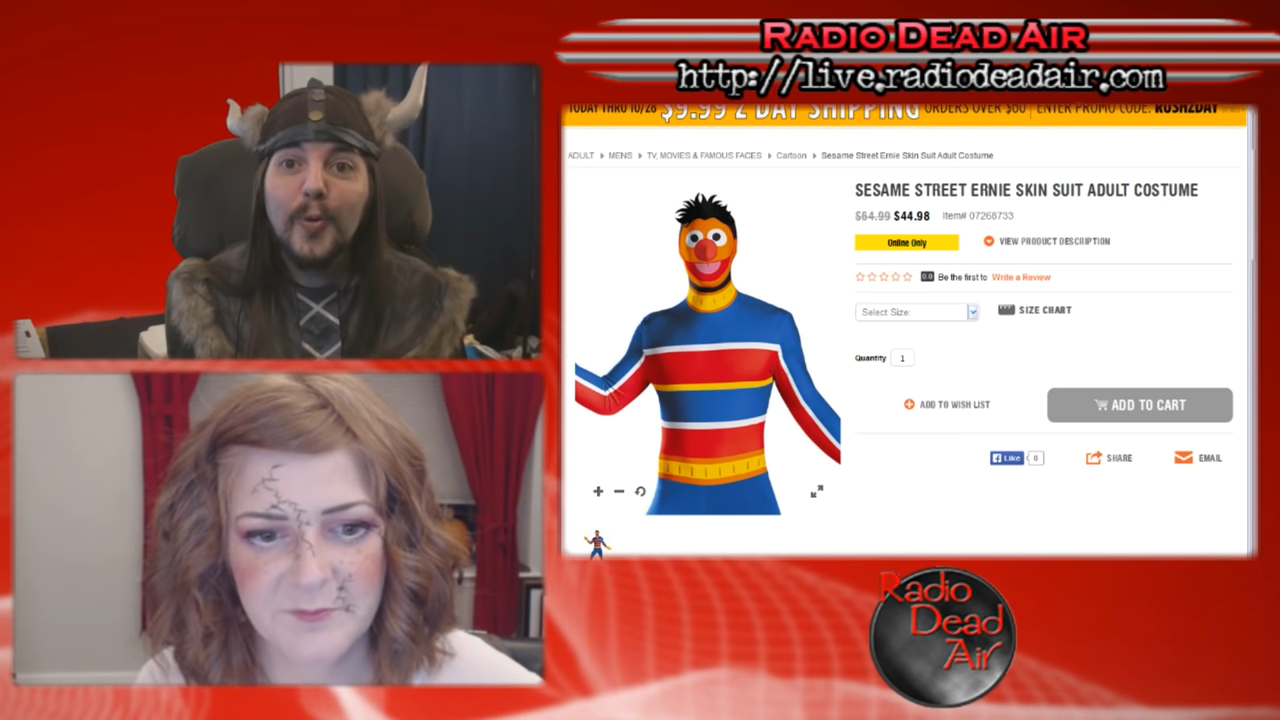 RADIO DEAD AIR
http://live.radiodeadair.com
TODAY THRU 10/28 $9.99 2 DAY SHIPPING ORDERS OVER $60 | ENTER PROMO CODE: RUSH2DAY
ADULT MENS TV, MOVIES & FAMOUS FACES Cartoon Sesame Street Ernie Skin Suit Adult Costume
SESAME STREET ERNIE SKIN SUIT ADULT COSTUME
$64.99 $44.98 Item# 07268733
Online Only VIEW PRODUCT DESCRIPTION
0.0 Be the first to Write a Review
Select Size: SIZE CHART
Quantity 1
ADD TO WISH LIST ADD TO CART
Like 0 SHARE EMAIL
Radio
Dead
Air